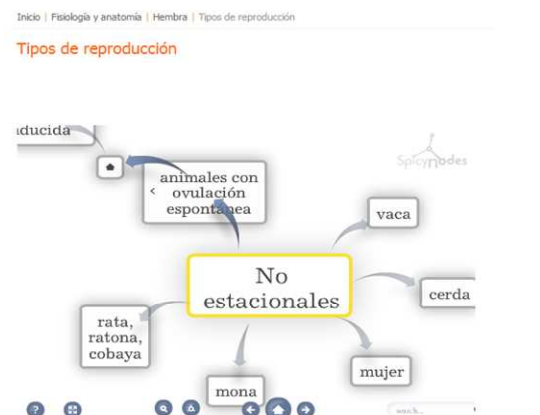 Inicio | Fisiología y anatomía | Hembra | Tipos de reproducción
Tipos de reproducción
ducida
Spicynodes
animales con
ovulación
espontánea
vaca
No
estacionales
cerda
rata,
ratona,
cobaya
mujer
mona